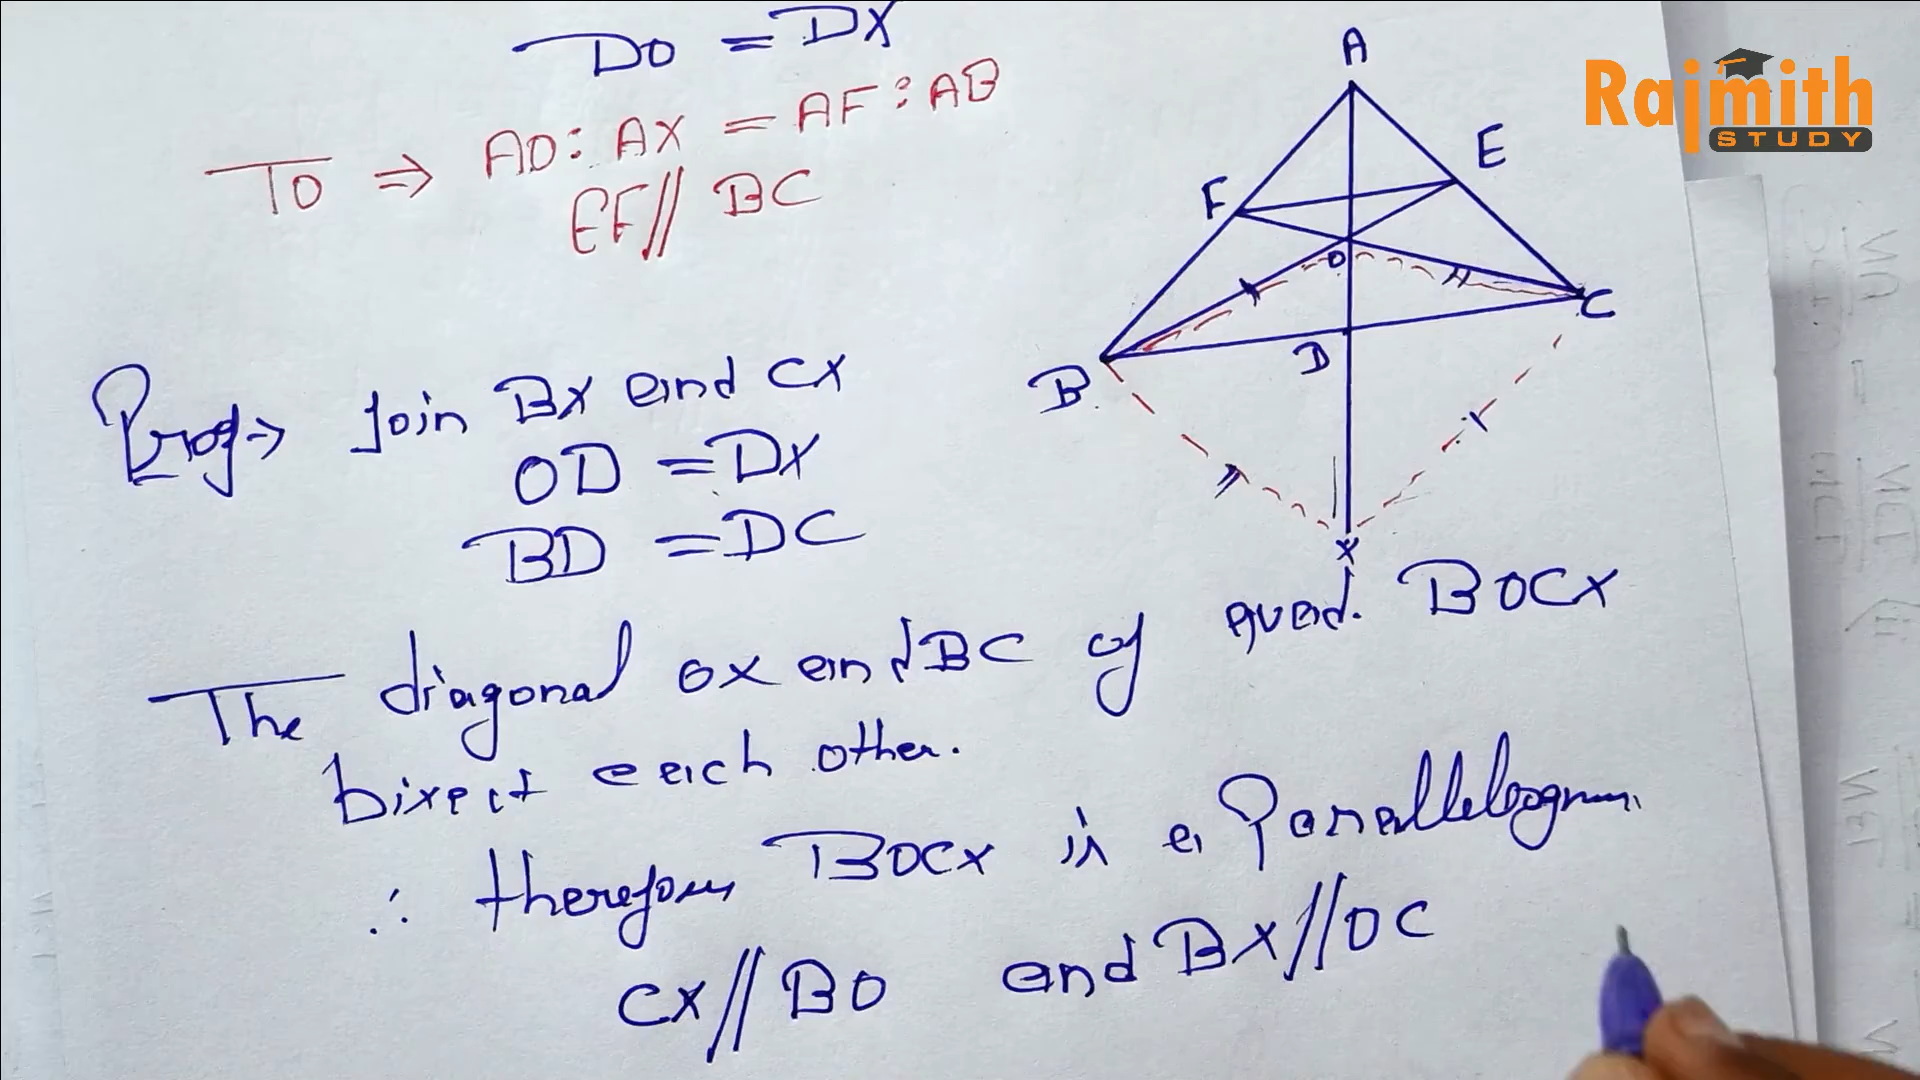 DO = DX
TO ⇒ AO : AX = AF : AB
EF // BC
A
E
F
O
C
B
D
X
Rajmith
STUDY
Proof → Join BX and CX
OD = DX
BD = DC
The diagonal OX and BC of quad. BOCX
bisect each other.
∴ therefore BOCX is a Parallelogram.
CX // BO and BX // OC